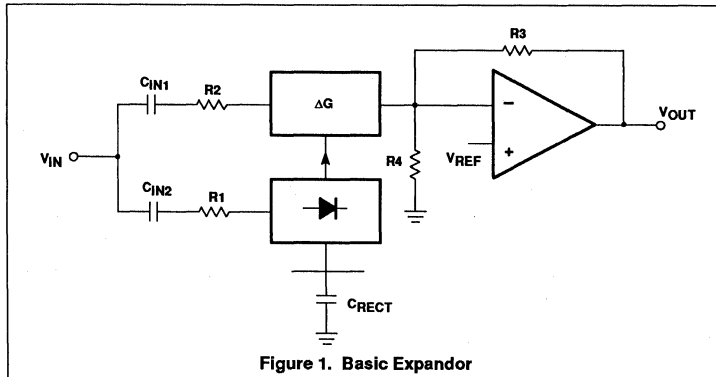 R3
CIN1
R2
ΔG
VOUT
VIN
R4
VREF
−
+
CIN2
R1
CRECT
Figure 1. Basic Expandor